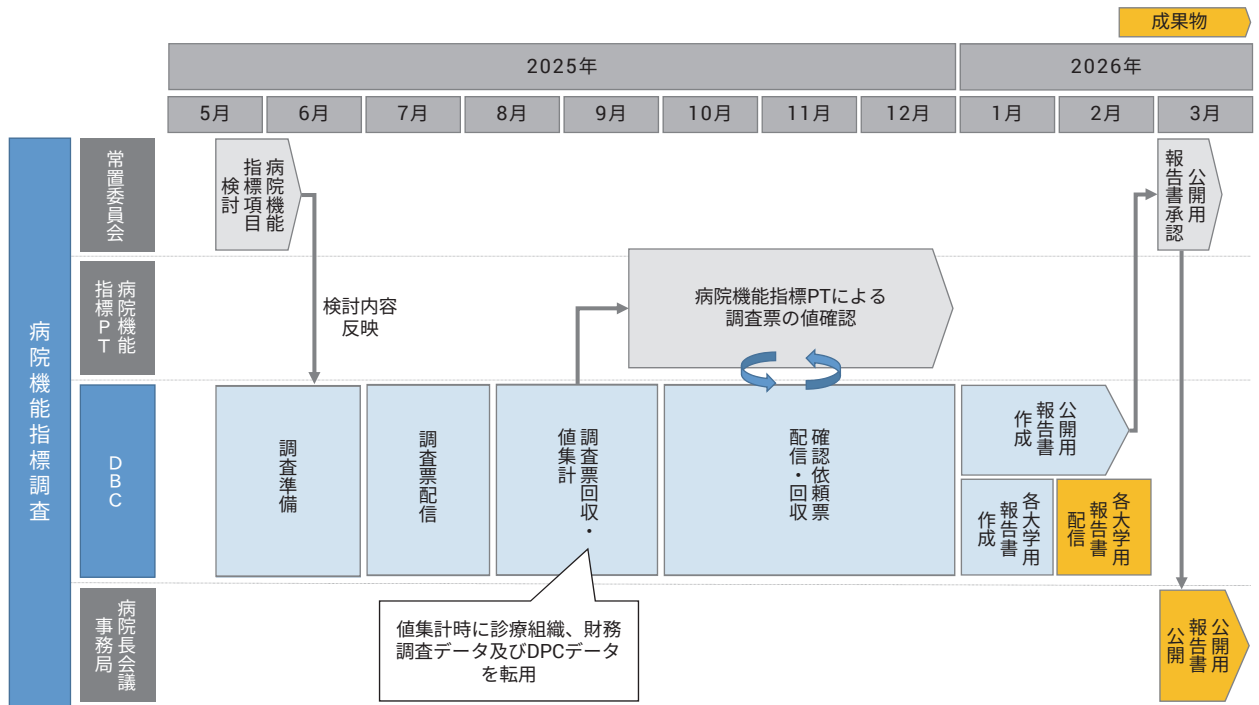 成果物
2025年
2026年
5月
6月
7月
8月
9月
10月
11月
12月
1月
2月
3月
病院機能指標調査
常置委員会
病院機能
指標項目
検討
公開用
報告書承認
病院機能
指標PT
検討内容
反映
病院機能指標PTによる
調査票の値確認
DBC
調査準備
調査票配信
調査票回収・
値集計
確認依頼票
配信・回収
公開用
報告書
作成
各大学用
報告書
作成
各大学用
報告書
配信
値集計時に診療組織、財務
調査データ及びDPCデータ
を転用
病院長会議
事務局
公開用
報告書
公開